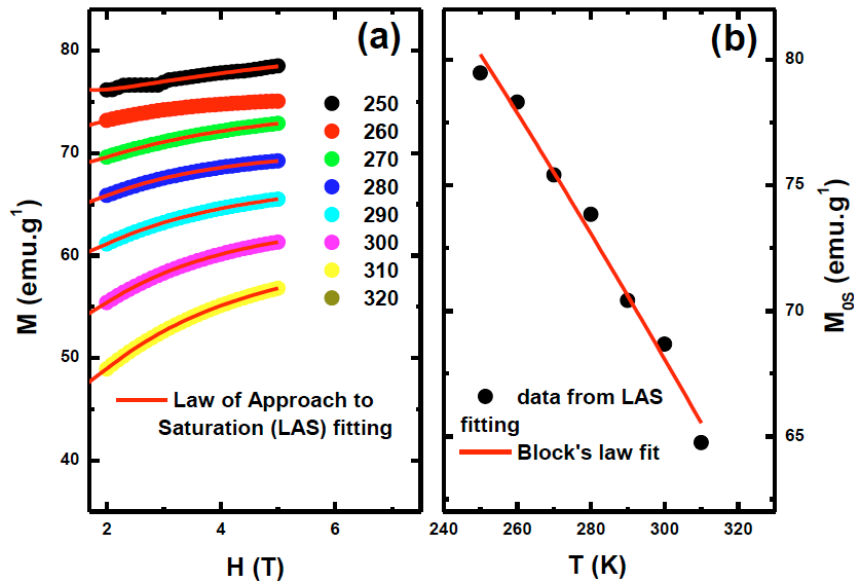 (a)
80
70
60
50
40
M (emu.g¹)
250
260
270
280
290
300
310
320
Law of Approach to
Saturation (LAS) fitting
2
4
6
H (T)
(b)
80
75
70
65
M0S (emu.g¹)
data from LAS
fitting
Block's law fit
240
260
280
300
320
T (K)